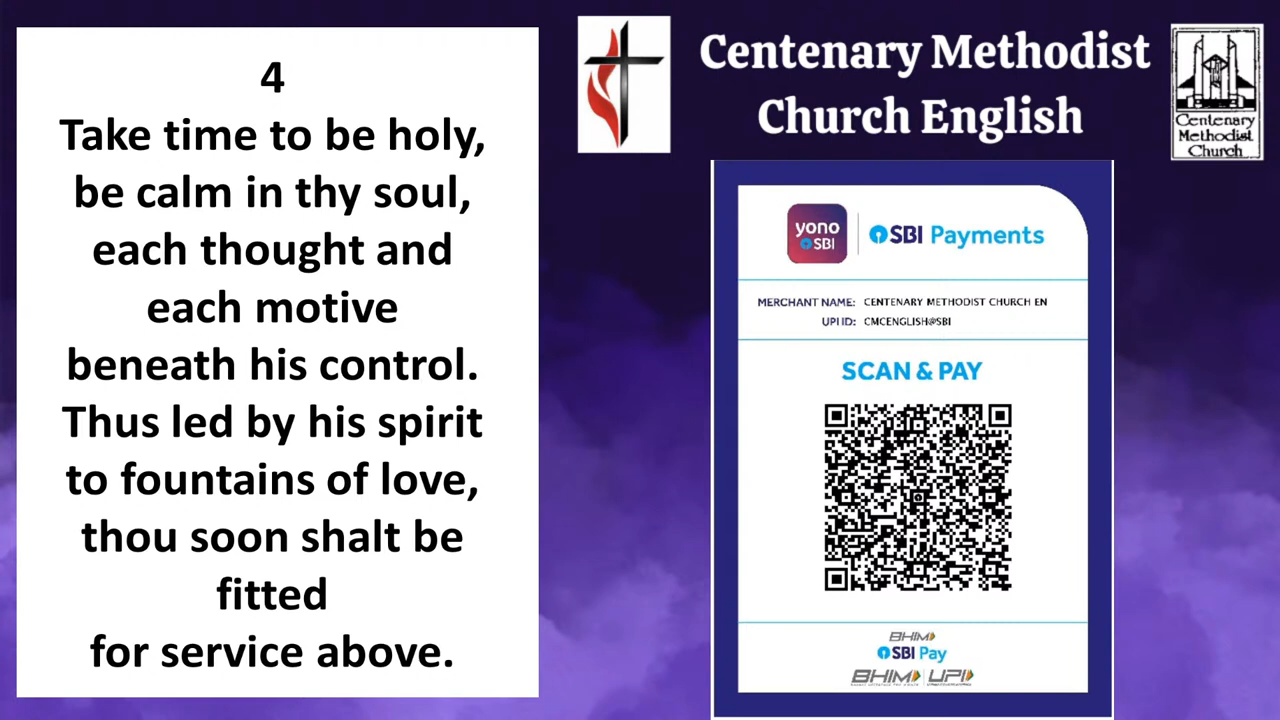 4
Take time to be holy,
be calm in thy soul,
each thought and
each motive
beneath his control.
Thus led by his spirit
to fountains of love,
thou soon shalt be
fitted
for service above.
Centenary Methodist
Church English
Centenary
Methodist
Church
yono
SBI
SBI Payments
MERCHANT NAME: CENTENARY METHODIST CHURCH EN
UPI ID: CMCENGLISH@SBI
SCAN & PAY
BHIM
SBI Pay
BHIM UPI